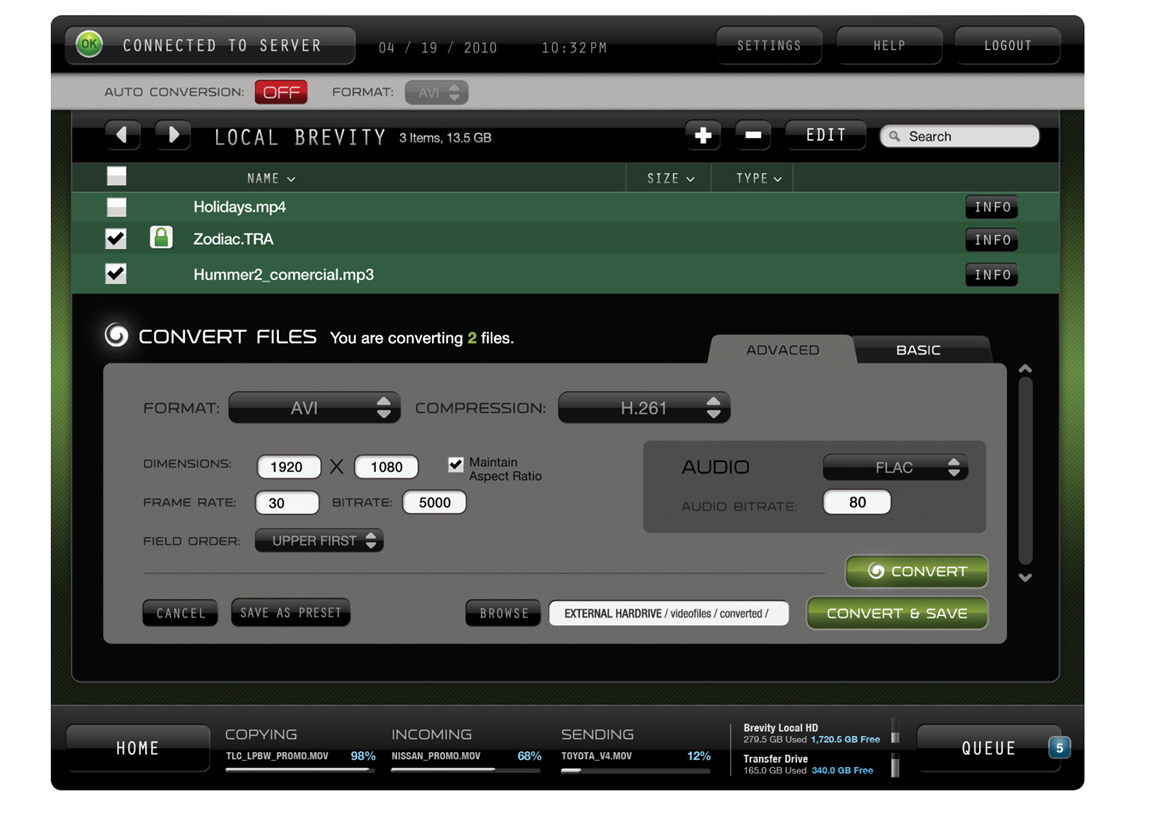 OK CONNECTED TO SERVER 04 / 19 / 2010 10:32PM SETTINGS HELP LOGOUT
AUTO CONVERSION: OFF FORMAT: AVI
LOCAL BREVITY 3 Items, 13.5 GB EDIT Search
NAME SIZE TYPE
Holidays.mp4 INFO
Zodiac.TRA INFO
Hummer2_comercial.mp3 INFO
CONVERT FILES You are converting 2 files.
ADVACED BASIC
FORMAT: AVI COMPRESSION: H.261
DIMENSIONS: 1920 X 1080 Maintain
Aspect Ratio
AUDIO FLAC
FRAME RATE: 30 BITRATE: 5000
AUDIO BITRATE: 80
FIELD ORDER: UPPER FIRST
CONVERT
CANCEL SAVE AS PRESET BROWSE EXTERNAL HARDRIVE / videofiles / converted / CONVERT & SAVE
HOME
COPYING
TLC_LPBW_PROMO.MOV 98%
INCOMING
NISSAN_PROMO.MOV 68%
SENDING
TOYOTA_V4.MOV 12%
Brevity Local HD
279.5 GB Used 1,720.5 GB Free
Transfer Drive
165.0 GB Used 340.0 GB Free
QUEUE 5